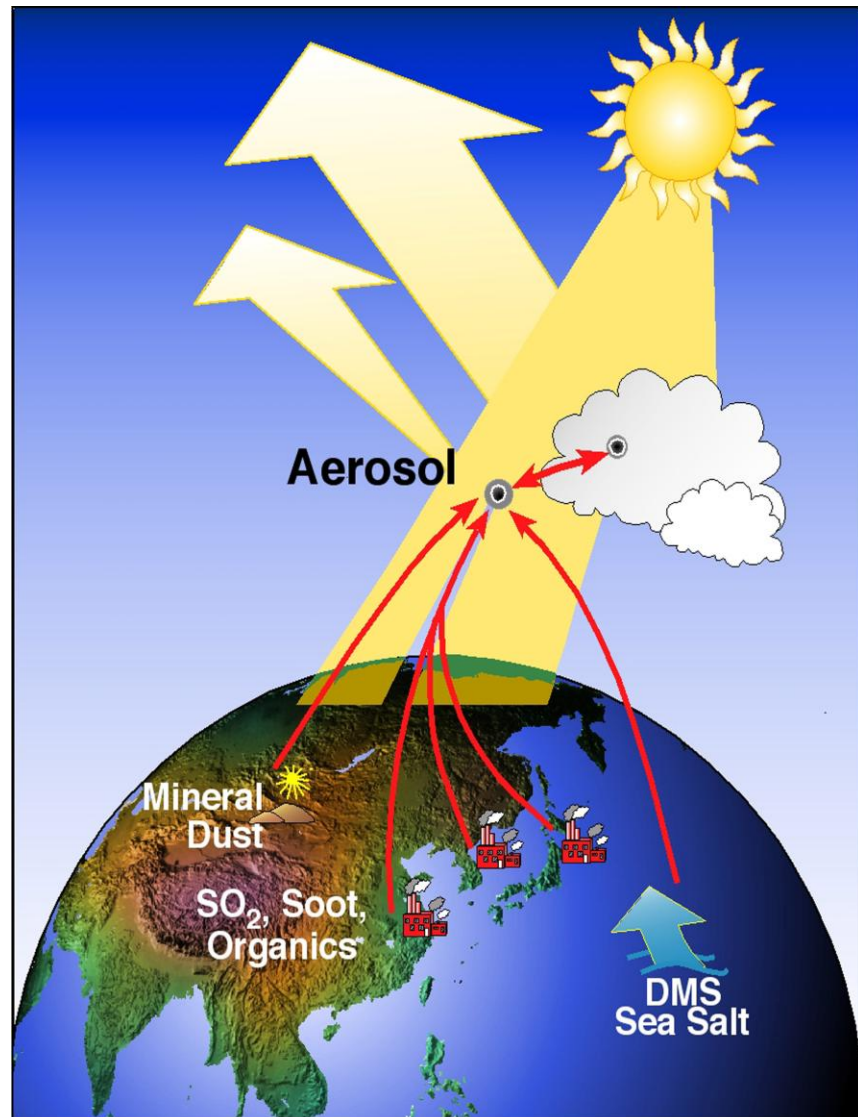 Aerosol
Mineral
Dust
SO₂, Soot,
Organics
DMS
Sea Salt